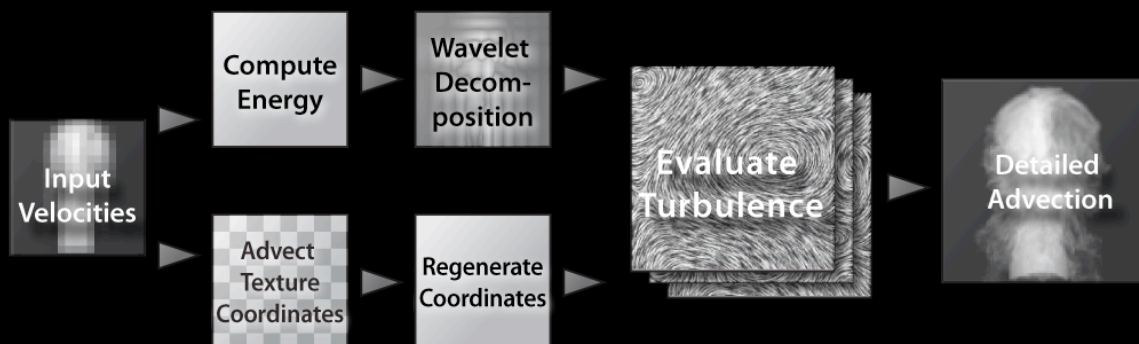 Input
Velocities
Compute
Energy
Wavelet
Decom-
position
Advect
Texture
Coordinates
Regenerate
Coordinates
Evaluate
Turbulence
Detailed
Advection